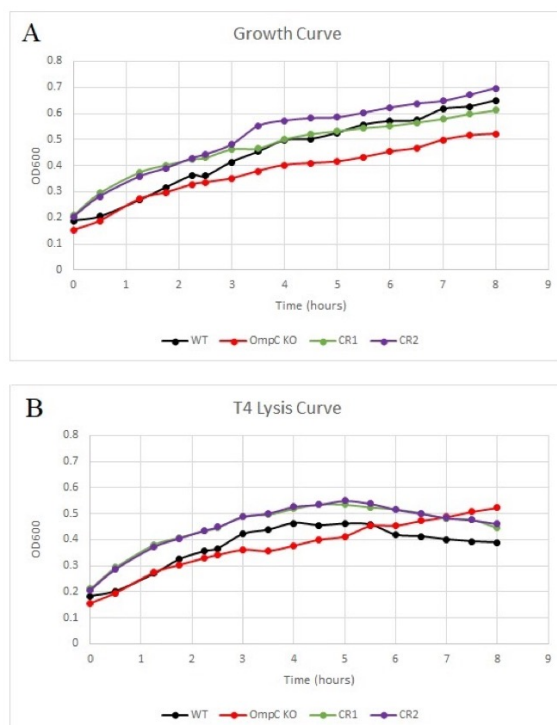 A
Growth Curve
0.8
0.7
0.6
0.5
0.4
0.3
0.2
0.1
0
OD600
0 1 2 3 4 5 6 7 8 9
Time (hours)
WT OmpC KO CR1 CR2
B
T4 Lysis Curve
0.8
0.7
0.6
0.5
0.4
0.3
0.2
0.1
0
OD600
0 1 2 3 4 5 6 7 8 9
Time (hours)
WT OmpC KO CR1 CR2